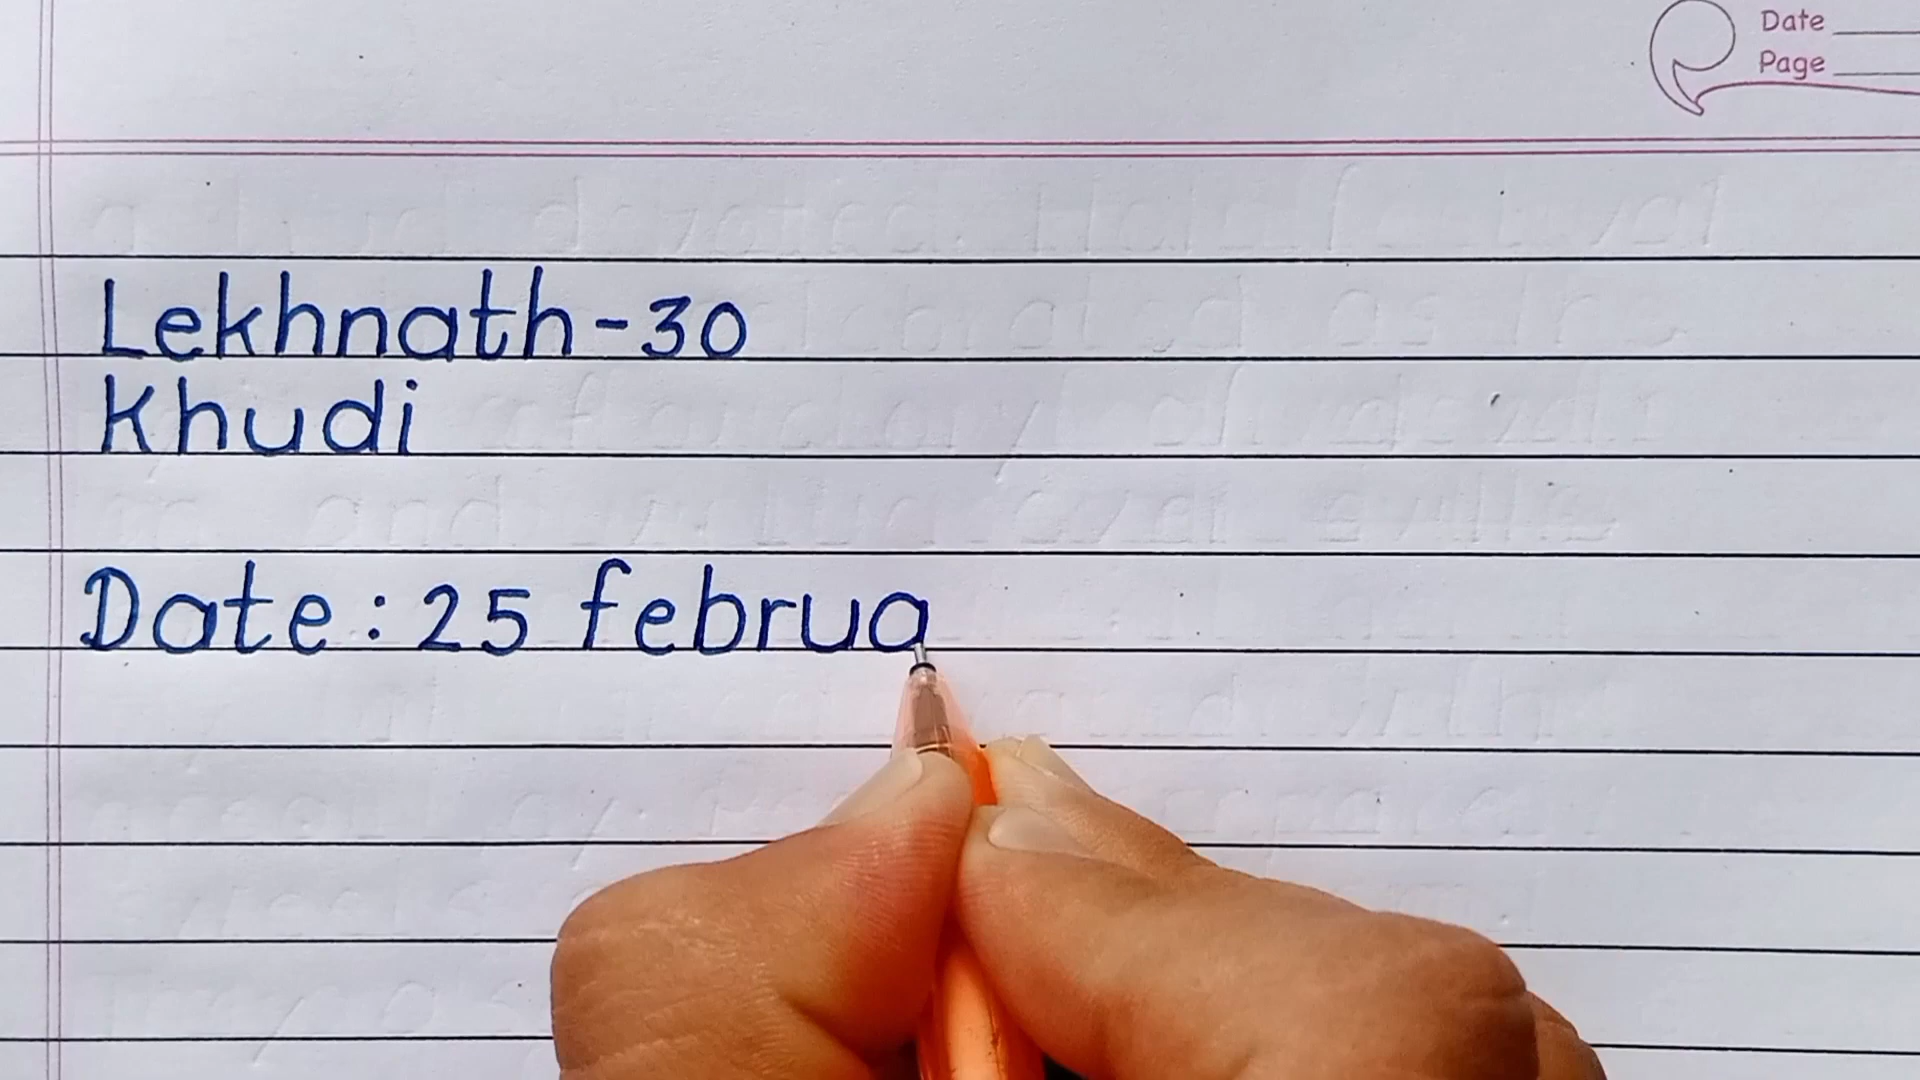 Date
Page
Lekhnath-30
Khudi
Date : 25 februa